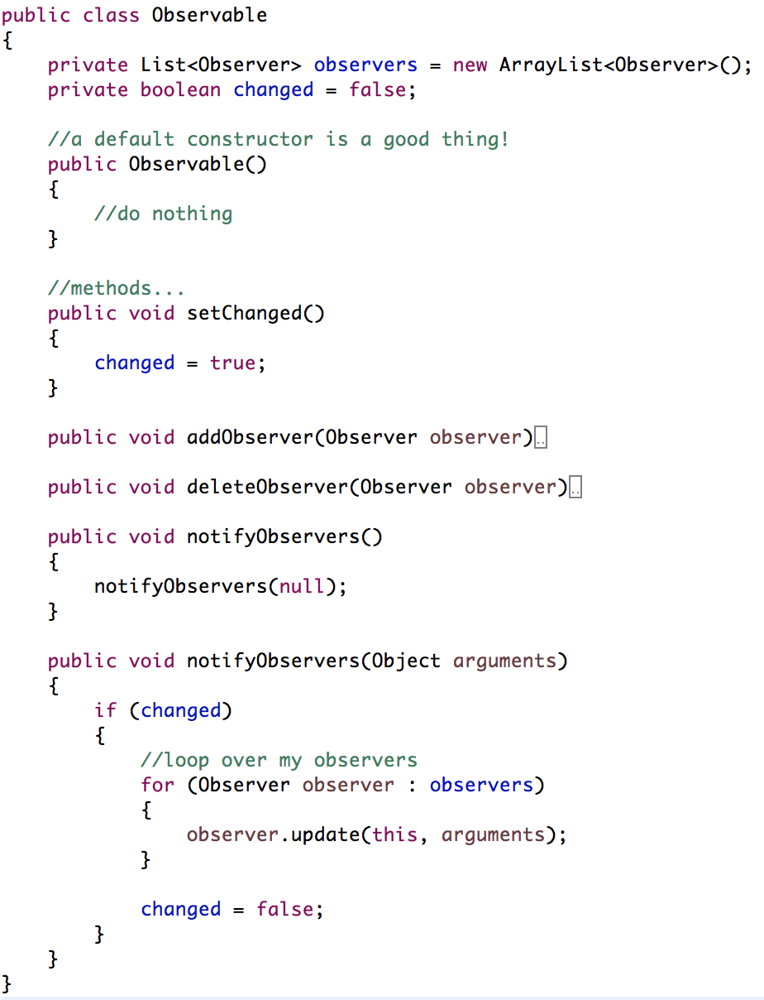 public class Observable
{
    private List<Observer> observers = new ArrayList<Observer>();
    private boolean changed = false;

    //a default constructor is a good thing!
    public Observable()
    {
        //do nothing
    }

    //methods...
    public void setChanged()
    {
        changed = true;
    }

    public void addObserver(Observer observer)..

    public void deleteObserver(Observer observer)..

    public void notifyObservers()
    {
        notifyObservers(null);
    }

    public void notifyObservers(Object arguments)
    {
        if (changed)
        {
            //loop over my observers
            for (Observer observer : observers)
            {
                observer.update(this, arguments);
            }

            changed = false;
        }
    }
}